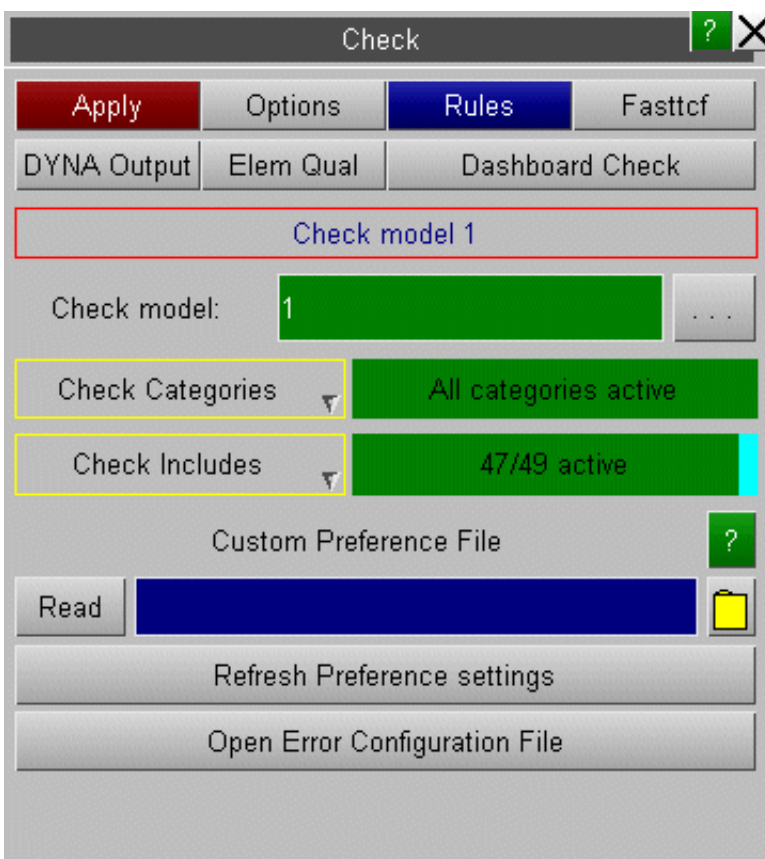 Check ? X
Apply Options Rules Fasttcf
DYNA Output Elem Qual Dashboard Check
Check model 1
Check model: 1 ...
Check Categories All categories active
Check Includes 47/49 active
Custom Preference File ?
Read
Refresh Preference settings
Open Error Configuration File